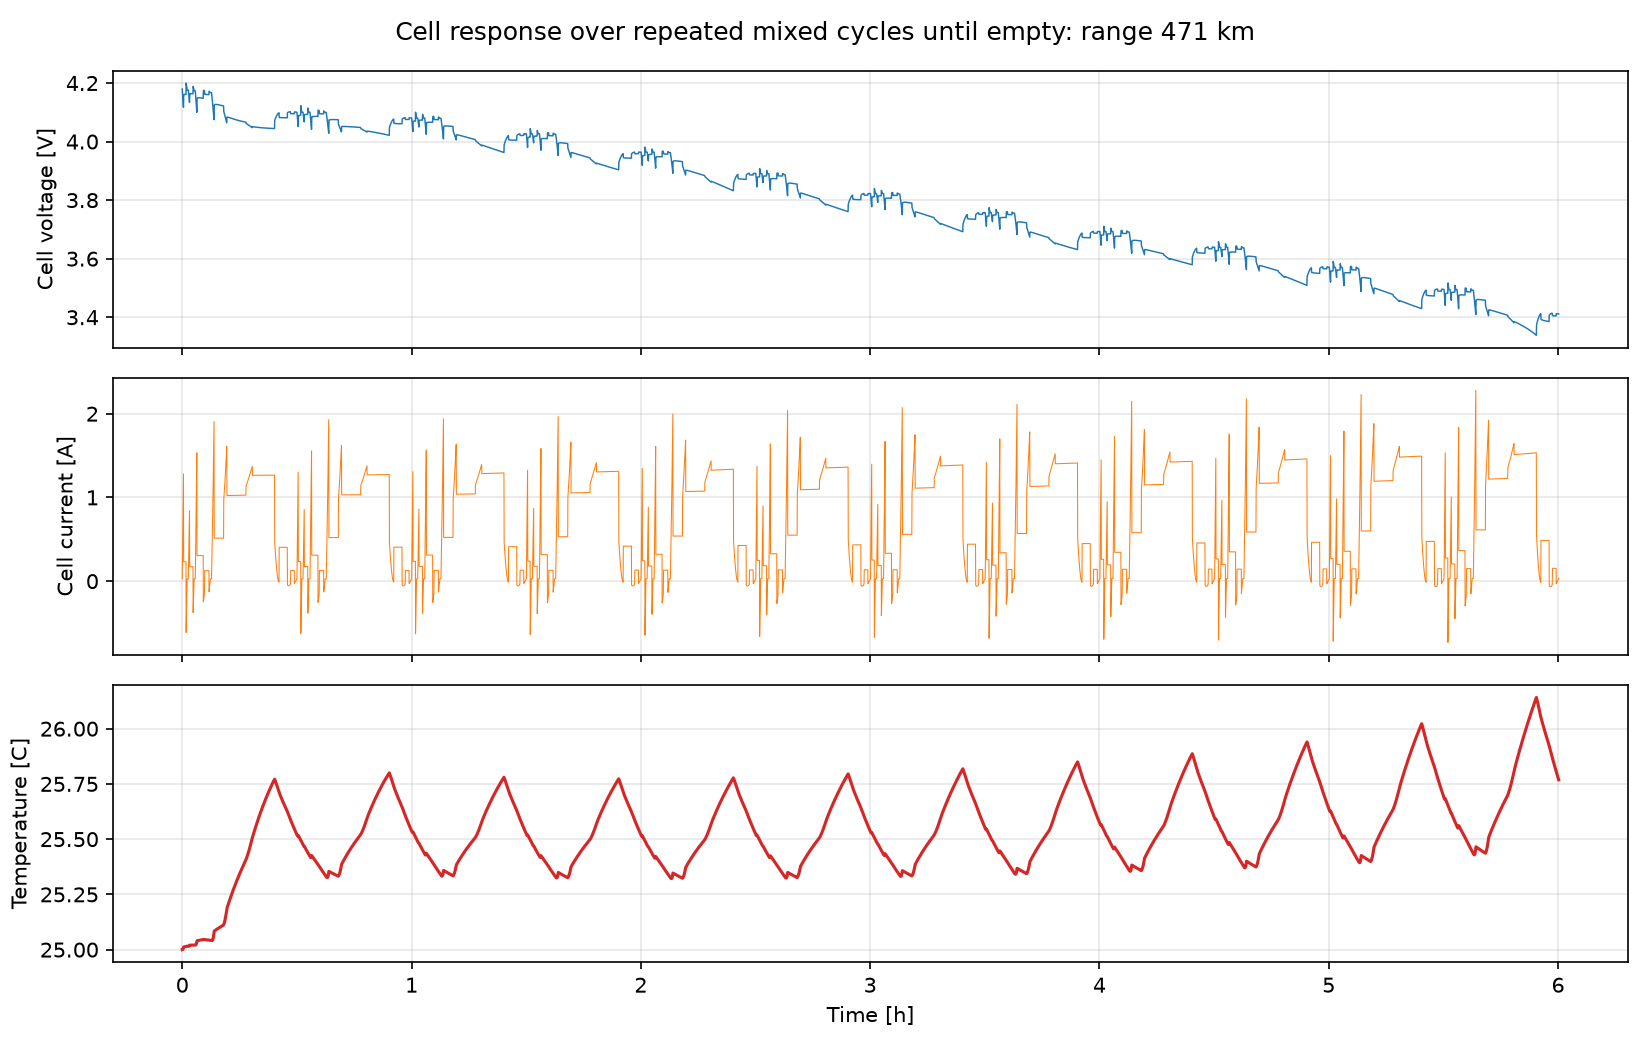 Cell response over repeated mixed cycles until empty: range 471 km
Cell voltage [V]
4.2
4.0
3.8
3.6
3.4
Cell current [A]
2
1
0
Temperature [C]
26.00
25.75
25.50
25.25
25.00
0 1 2 3 4 5 6
Time [h]